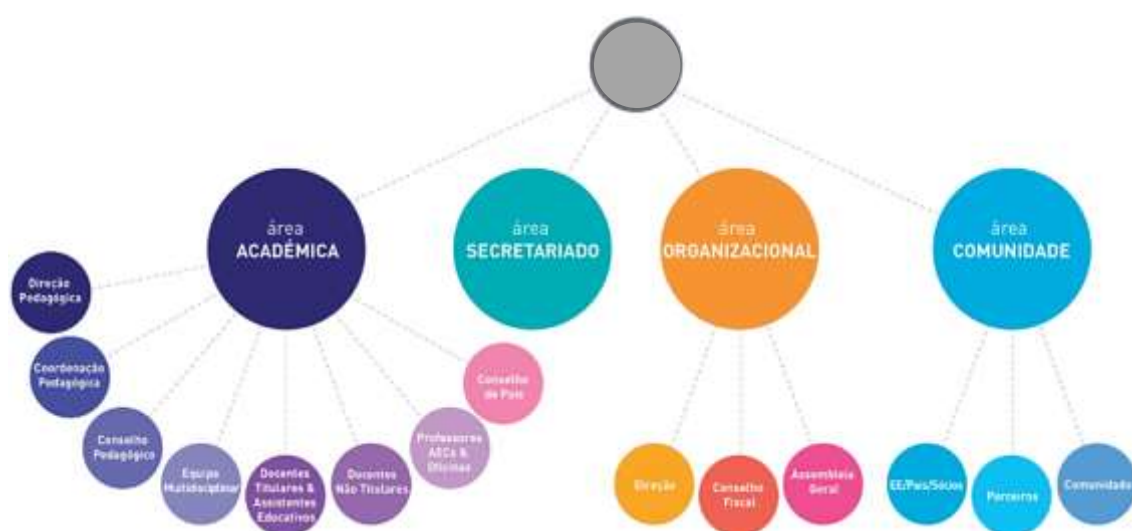 área
ACADÉMICA
área
SECRETARIADO
área
ORGANIZACIONAL
área
COMUNIDADE
Direção
Pedagógica
Coordenação
Pedagógica
Conselho
Pedagógico
Equipa
Multidisciplinar
Docentes
Titulares &
Assistentes
Educativos
Docentes
Não Titulares
Professores
AECs &
Oficinas
Conselho
de Pais
Direção
Conselho
Fiscal
Assembleia
Geral
EE/Pais/Sócios
Parceiros
Comunidade